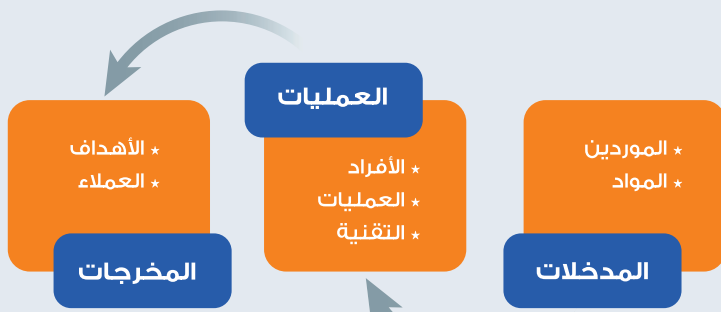 العمليات
* الموردين
* المواد
المدخلات
* الأفراد
* العمليات
* التقنية
* الأهداف
* العملاء
المخرجات